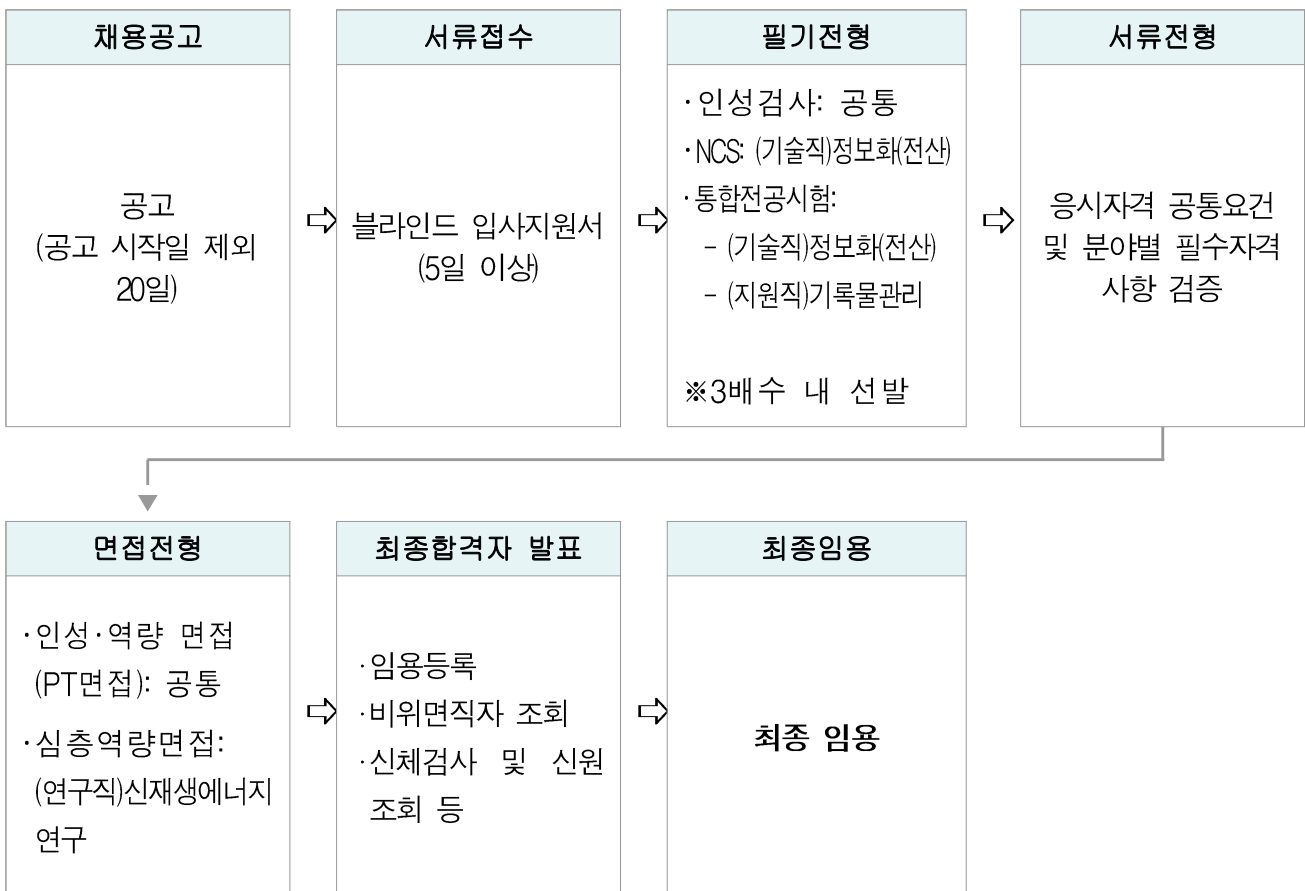 채용공고
공고
(공고 시작일 제외
20일)
서류접수
블라인드 입사지원서
(5일 이상)
필기전형
·인성검사: 공통
·NCS: (기술직)정보화(전산)
·통합전공시험:
- (기술직)정보화(전산)
- (지원직)기록물관리
※3배수 내 선발
서류전형
응시자격 공통요건
및 분야별 필수자격
사항 검증
면접전형
·인성·역량 면접
(PT면접): 공통
·심층역량면접:
(연구직)신재생에너지
연구
최종합격자 발표
·임용등록
·비위면직자 조회
·신체검사 및 신원
조회 등
최종임용
최종 임용